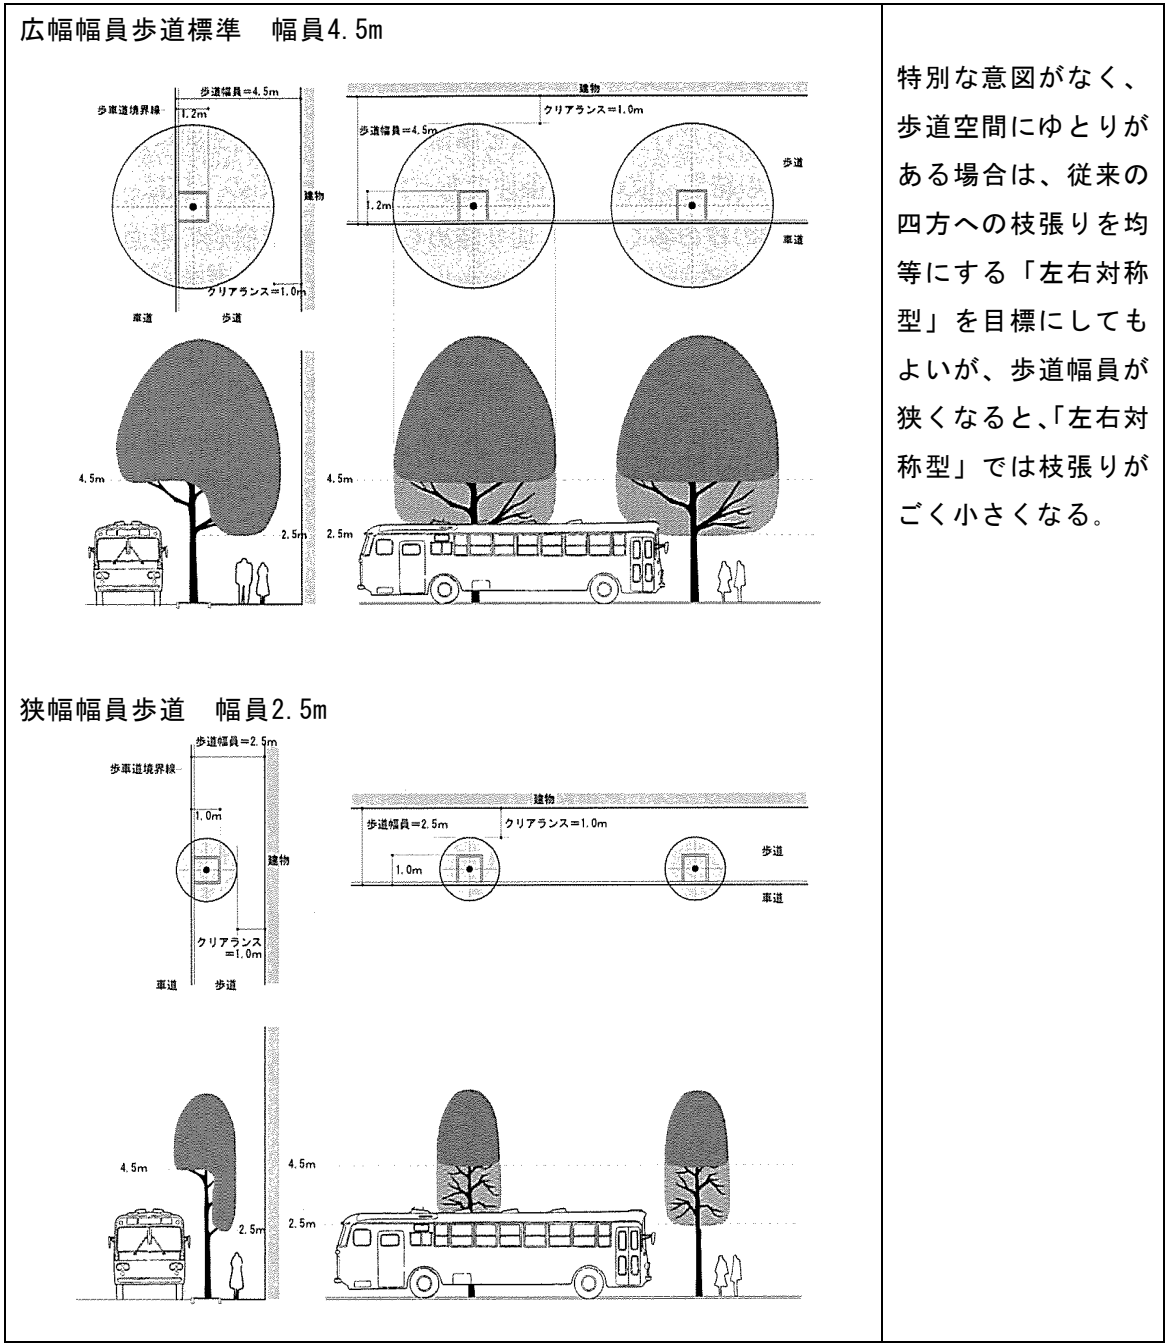 広幅幅員歩道標準　幅員4.5m
歩道幅員=4.5m
歩車道境界線
1.2m
建物
クリアランス=1.0m
車道
歩道
建物
クリアランス=1.0m
歩道幅員=4.5m
歩道
1.2m
車道
4.5m
2.5m
4.5m
2.5m
狭幅幅員歩道　幅員2.5m
歩道幅員=2.5m
歩車道境界線
1.0m
建物
クリアランス
=1.0m
車道
歩道
建物
歩道幅員=2.5m
クリアランス=1.0m
歩道
1.0m
車道
4.5m
2.5m
4.5m
2.5m
特別な意図がなく、
歩道空間にゆとりが
ある場合は、従来の
四方への枝張りを均
等にする「左右対称
型」を目標にしても
よいが、歩道幅員が
狭くなると、「左右対
称型」では枝張りが
ごく小さくなる。